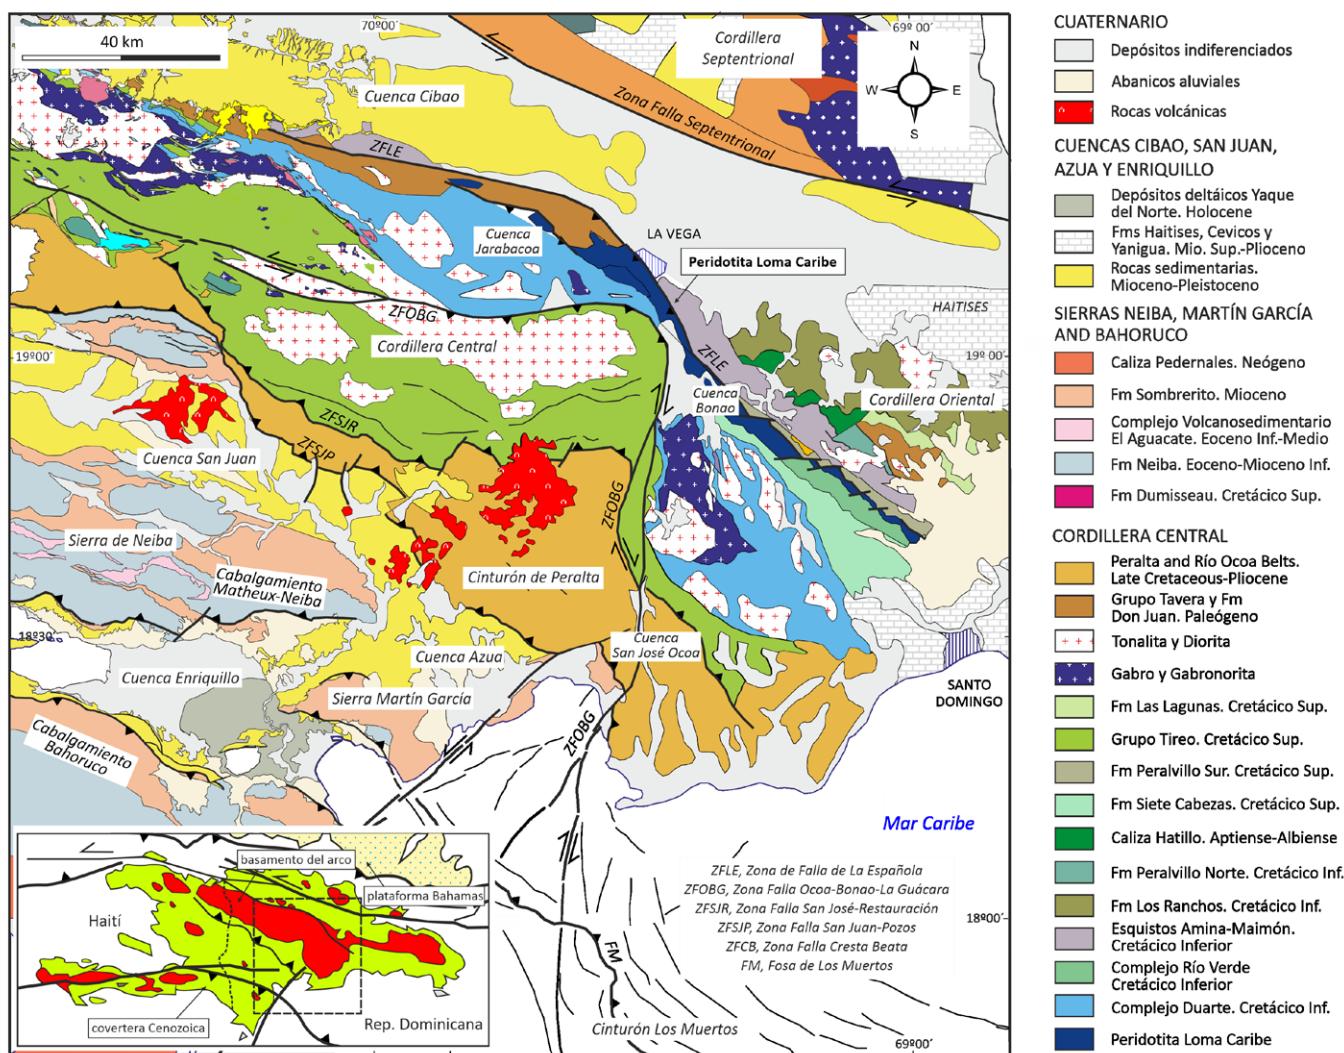 70º00'
69º 00'
40 km
Cordillera
Septentrional
N
W
E
S
Cuenca Cibao
Zona Falla Septentrional
ZFLE
Cuenca
Jarabacoa
LA VEGA
Peridotita Loma Caribe
HAITISES
ZFOBG
Cordillera Central
19º00'
19º 00'
ZFLE
Cuenca
Bonao
Cordillera Oriental
ZFSJR
ZFSJP
Cuenca San Juan
ZFOBG
Sierra de Neiba
Cabalgamiento
Matheux-Neiba
Cinturón de Peralta
18º30'
Cuenca
San José Ocoa
Cuenca Azua
Cuenca Enriquillo
Sierra Martín García
SANTO
DOMINGO
Cabalgamiento
Bahoruco
ZFOBG
Mar Caribe
basamento del arco
plataforma Bahamas
Haití
covertera Cenozoica
Rep. Dominicana
ZFLE, Zona de Falla de La Española
ZFOBG, Zona Falla Ocoa-Bonao-La Guácara
ZFSJR, Zona Falla San José-Restauración
ZFSJP, Zona Falla San Juan-Pozos
ZFCB, Zona Falla Cresta Beata
FM, Fosa de Los Muertos
18º00'
FM
Cinturón Los Muertos
69º00'
CUATERNARIO
Depósitos indiferenciados
Abanicos aluviales
Rocas volcánicas
CUENCAS CIBAO, SAN JUAN,
AZUA Y ENRIQUILLO
Depósitos deltáicos Yaque
del Norte. Holocene
Fms Haitises, Cevicos y
Yanigua. Mio. Sup.-Plioceno
Rocas sedimentarias.
Mioceno-Pleistoceno
SIERRAS NEIBA, MARTÍN GARCÍA
AND BAHORUCO
Caliza Pedernales. Neógeno
Fm Sombrerito. Mioceno
Complejo Volcanosedimentario
El Aguacate. Eoceno Inf.-Medio
Fm Neiba. Eoceno-Mioceno Inf.
Fm Dumisseau. Cretácico Sup.
CORDILLERA CENTRAL
Peralta and Río Ocoa Belts.
Late Cretaceous-Pliocene
Grupo Tavera y Fm
Don Juan. Paleógeno
Tonalita y Diorita
Gabro y Gabronorita
Fm Las Lagunas. Cretácico Sup.
Grupo Tireo. Cretácico Sup.
Fm Peralvillo Sur. Cretácico Sup.
Fm Siete Cabezas. Cretácico Sup.
Caliza Hatillo. Aptiense-Albiense
Fm Peralvillo Norte. Cretácico Inf.
Fm Los Ranchos. Cretácico Inf.
Esquistos Amina-Maimón.
Cretácico Inferior
Complejo Río Verde
Cretácico Inferior
Complejo Duarte. Cretácico Inf.
Peridotita Loma Caribe